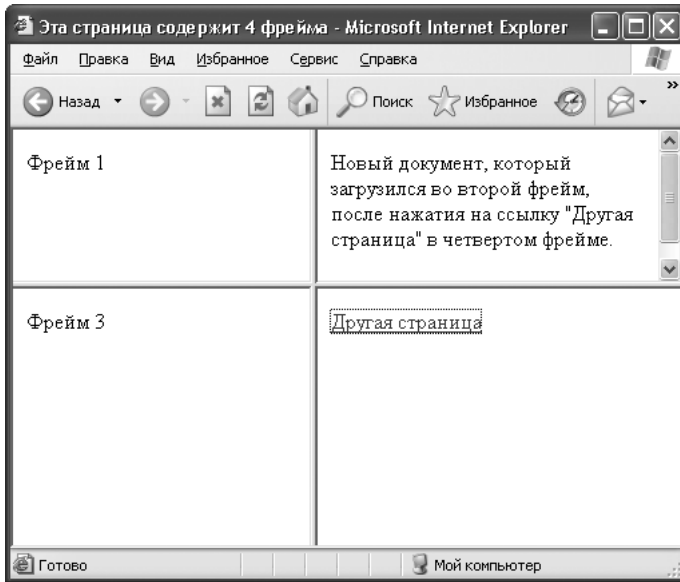 Эта страница содержит 4 фрейма - Microsoft Internet Explorer
Файл Правка Вид Избранное Сервис Справка
Назад Поиск Избранное »
Фрейм 1
Новый документ, который
загрузился во второй фрейм,
после нажатия на ссылку "Другая
страница" в четвертом фрейме.
Фрейм 3
Другая страница
Готово Мой компьютер